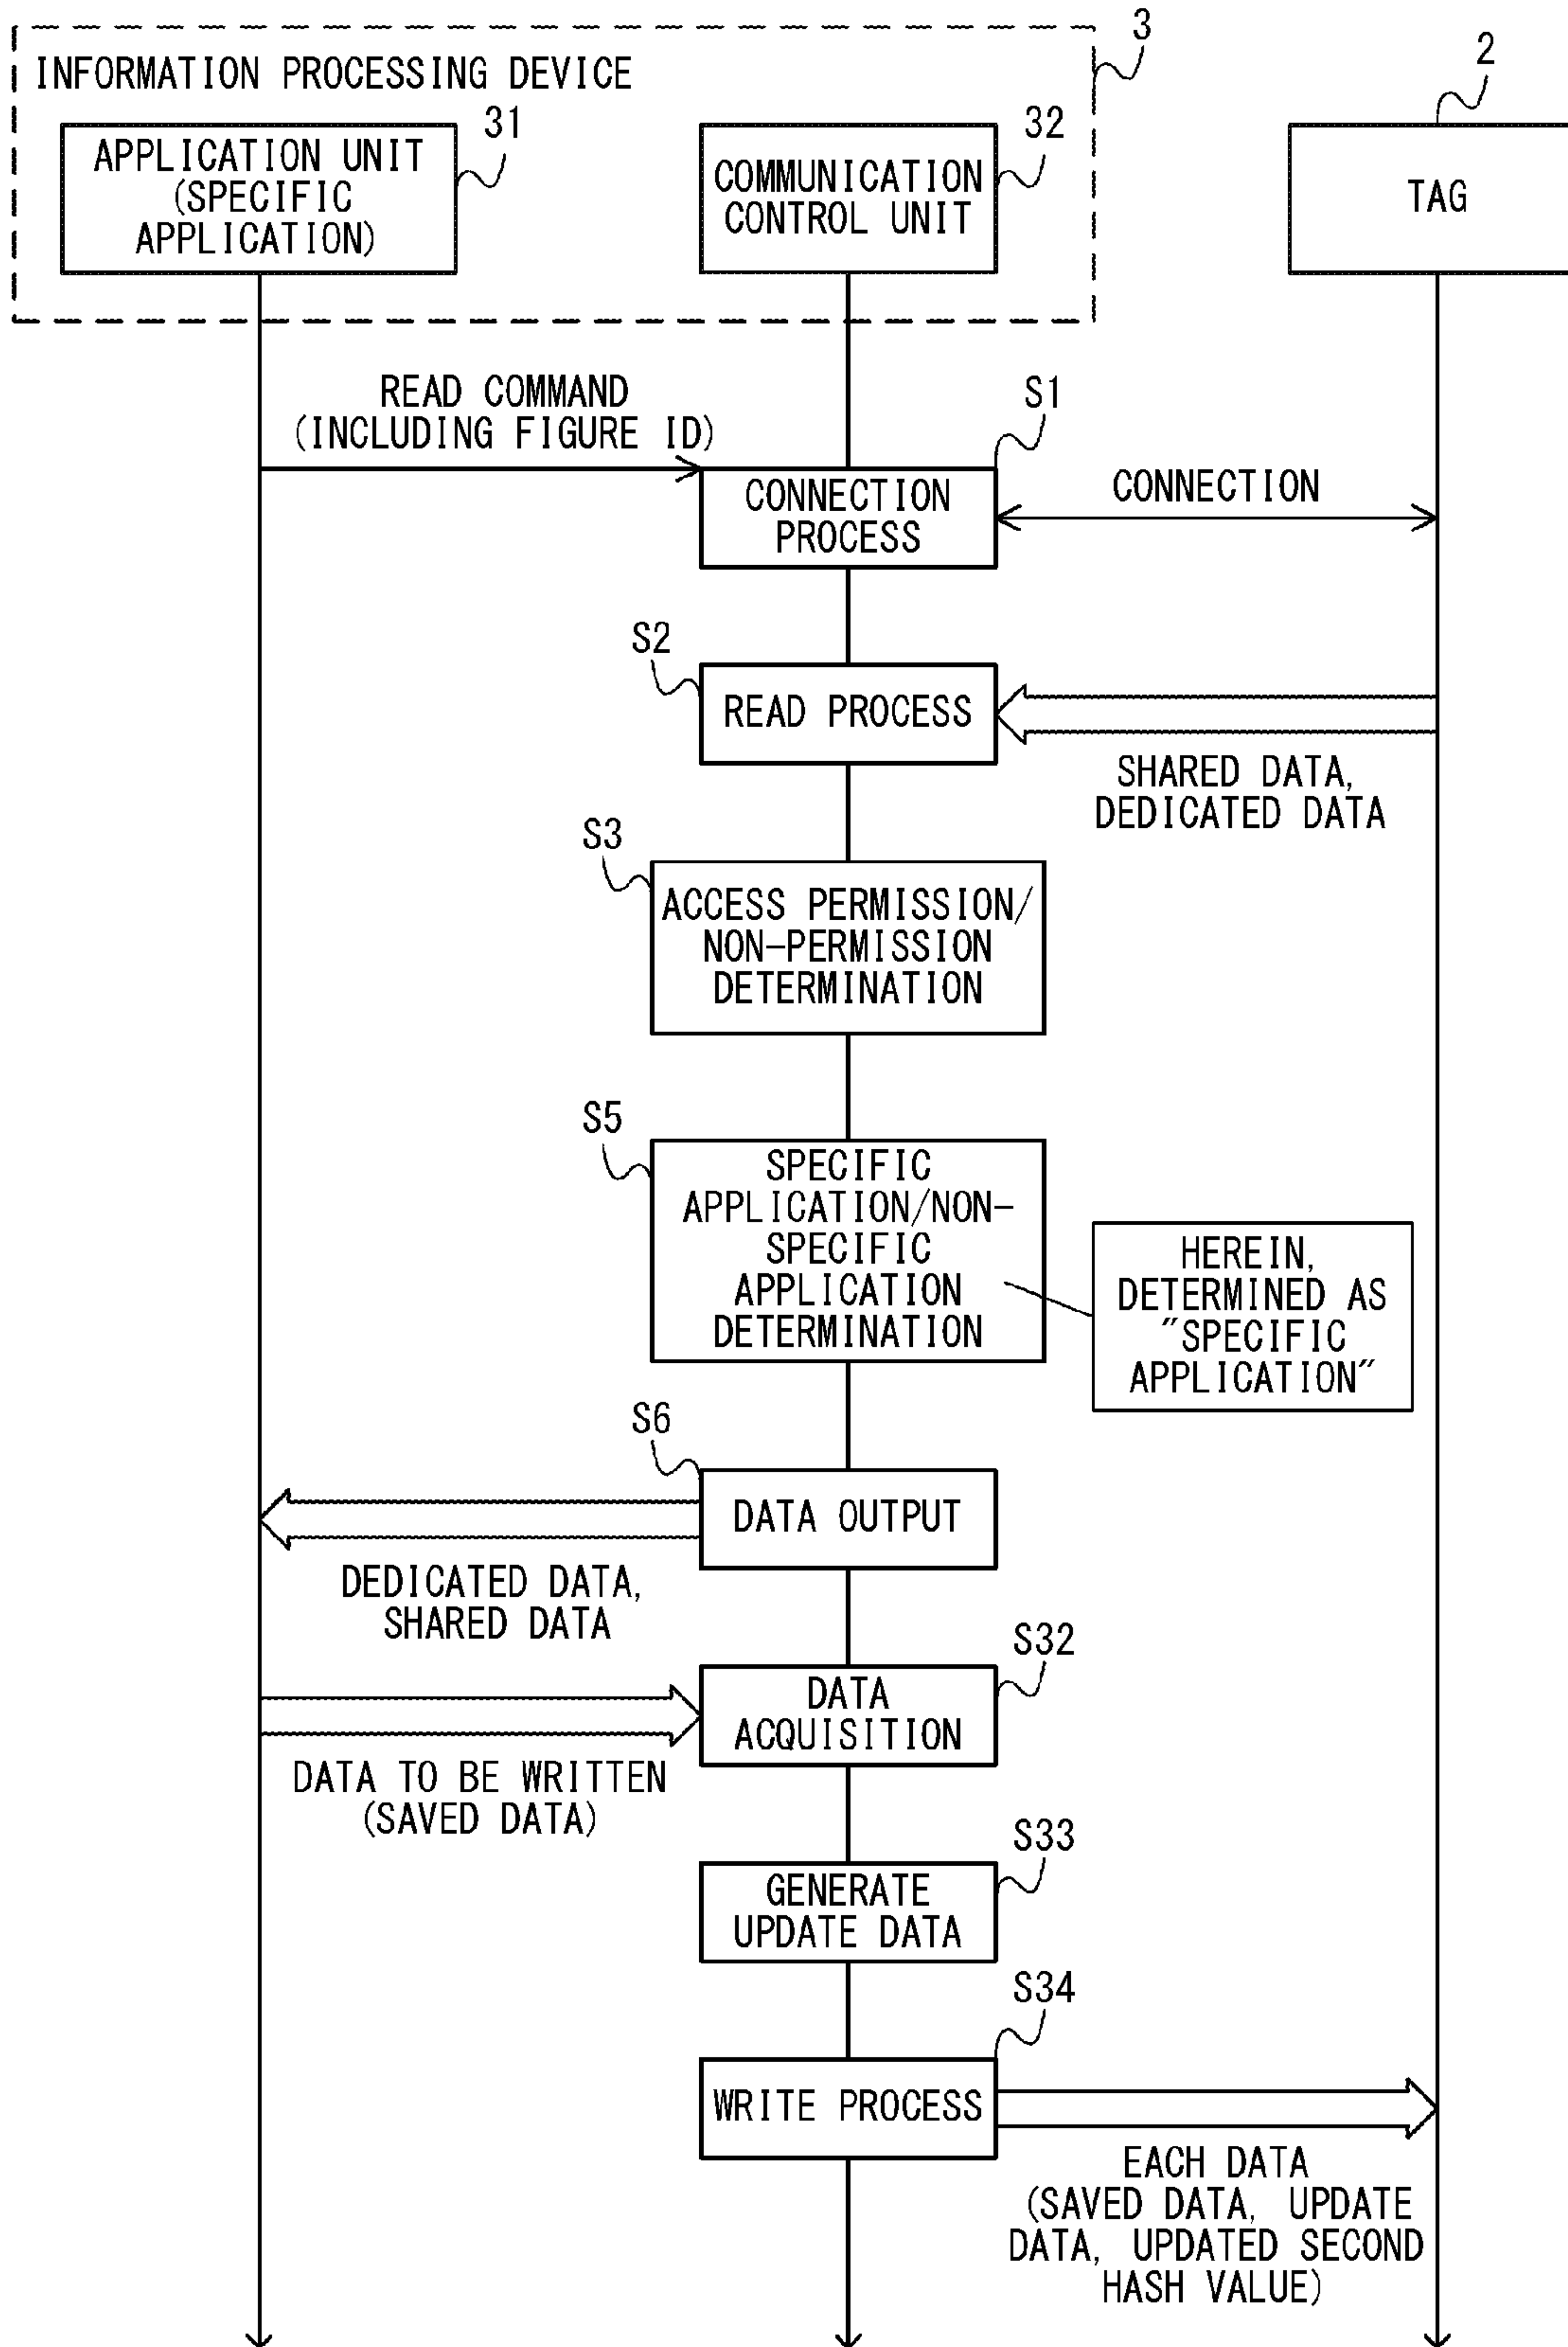 3
INFORMATION PROCESSING DEVICE
2
31
APPLICATION UNIT
(SPECIFIC
APPLICATION)
32
COMMUNICATION
CONTROL UNIT
TAG
READ COMMAND
(INCLUDING FIGURE ID)
S1
CONNECTION
PROCESS
CONNECTION
S2
READ PROCESS
SHARED DATA,
DEDICATED DATA
S3
ACCESS PERMISSION/
NON-PERMISSION
DETERMINATION
S5
SPECIFIC
APPLICATION/NON-
SPECIFIC
APPLICATION
DETERMINATION
HEREIN,
DETERMINED AS
"SPECIFIC
APPLICATION"
S6
DATA OUTPUT
DEDICATED DATA,
SHARED DATA
S32
DATA
ACQUISITION
DATA TO BE WRITTEN
(SAVED DATA)
S33
GENERATE
UPDATE DATA
S34
WRITE PROCESS
EACH DATA
(SAVED DATA, UPDATE
DATA, UPDATED SECOND
HASH VALUE)